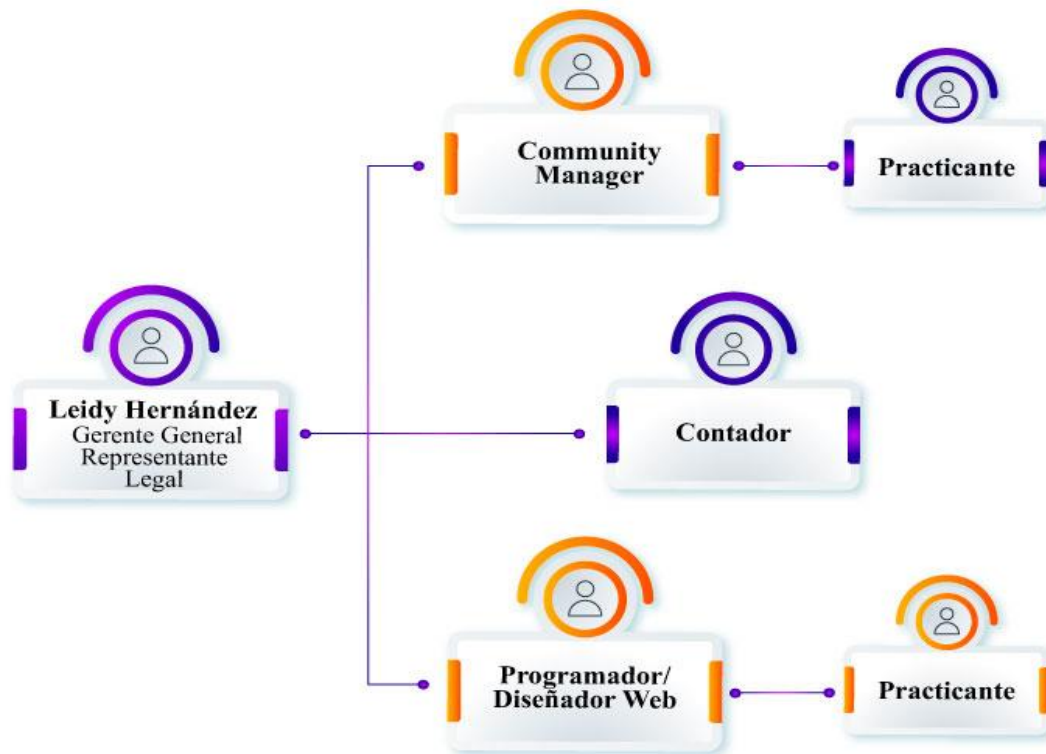 Community
Manager
Practicante
Leidy Hernández
Gerente General
Representante
Legal
Contador
Programador/
Diseñador Web
Practicante